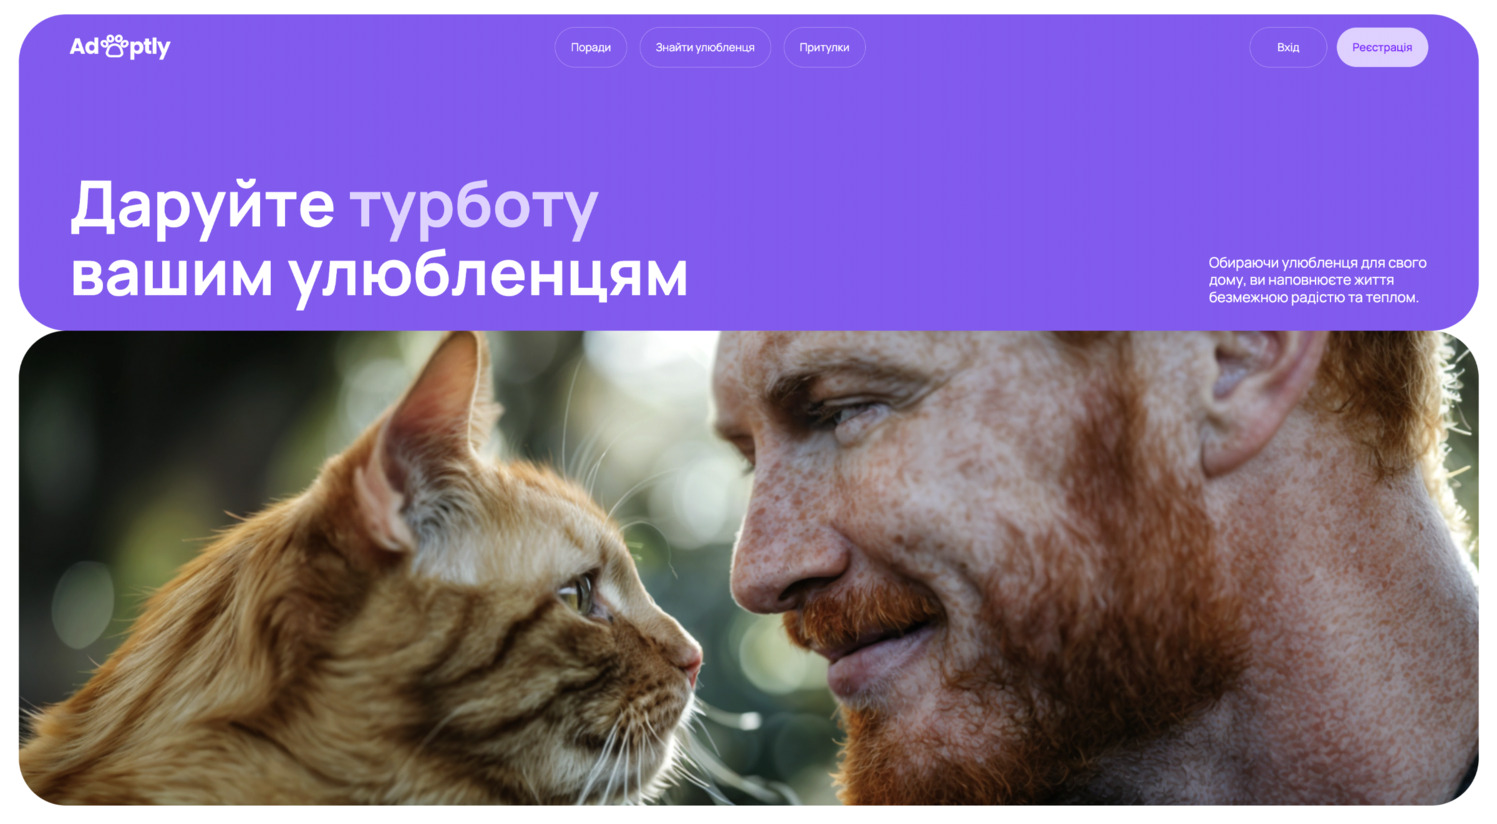 Adoptly
Поради
Знайти улюбленця
Притулки
Вхід
Реєстрація
Даруйте турботу
вашим улюбленцям
Обираючи улюбленця для свого
дому, ви наповнюєте життя
безмежною радістю та теплом.